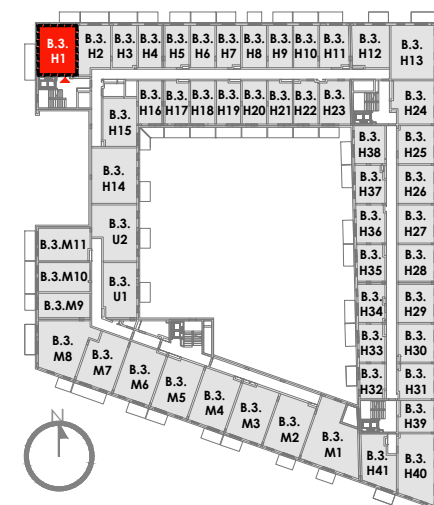 B.3.
H1
B.3.
H2
B.3.
H3
B.3.
H4
B.3.
H5
B.3.
H6
B.3.
H7
B.3.
H8
B.3.
H9
B.3.
H10
B.3.
H11
B.3.
H12
B.3.
H13
B.3.
H15
B.3.
H16
B.3.
H17
B.3.
H18
B.3.
H19
B.3.
H20
B.3.
H21
B.3.
H22
B.3.
H23
B.3.
H24
B.3.
H38
B.3.
H25
B.3.
H14
B.3.
H37
B.3.
H26
B.3.
U2
B.3.
H36
B.3.
H27
B.3.M11
B.3.
H35
B.3.
H28
B.3.M10
B.3.
U1
B.3.M9
B.3.
H34
B.3.
H29
B.3.
M8
B.3.
M7
B.3.
M6
B.3.
M5
B.3.
M4
B.3.
M3
B.3.
M2
B.3.
M1
B.3.
H33
B.3.
H30
B.3.
H32
B.3.
H31
B.3.
H39
B.3.
H41
B.3.
H40
N